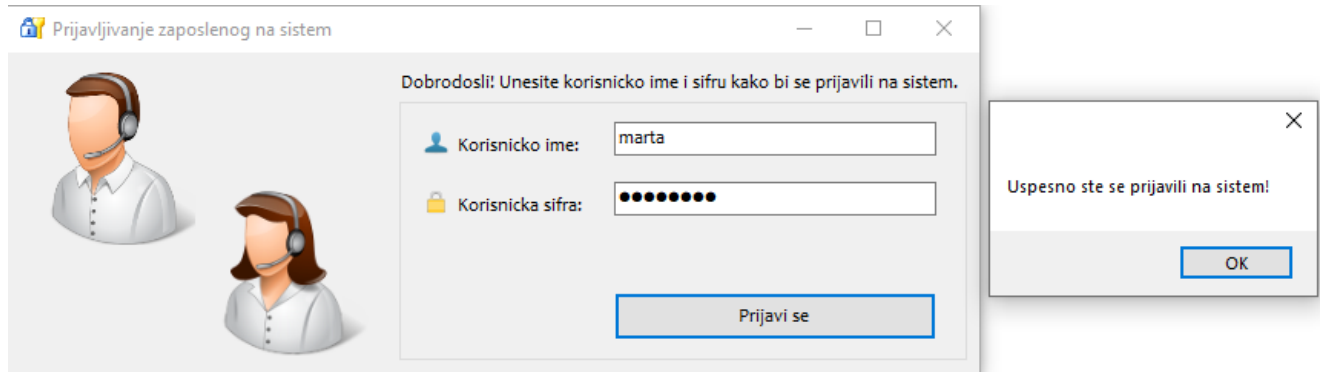 Prijavljivanje zaposlenog na sistem
Dobrodosli! Unesite korisnicko ime i sifru kako bi se prijavili na sistem.
Korisnicko ime:
marta
Korisnicka sifra:
●●●●●●●●
Prijavi se
Uspesno ste se prijavili na sistem!
OK